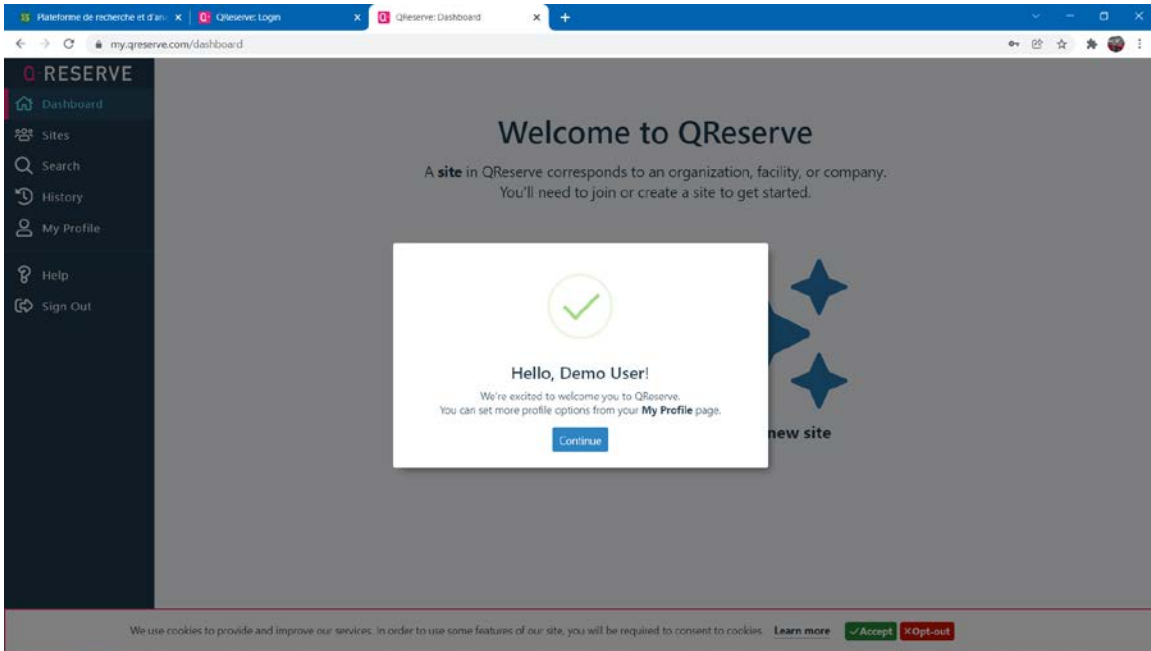 Plateforme de recherche et d'an
QReserve: Login
QReserve: Dashboard
my.qreserve.com/dashboard
Q·RESERVE
Dashboard
Sites
Search
History
My Profile
Help
Sign Out
Welcome to QReserve
A site in QReserve corresponds to an organization, facility, or company.
You'll need to join or create a site to get started.
Hello, Demo User!
We're excited to welcome you to QReserve.
You can set more profile options from your My Profile page.
Continue
new site
We use cookies to provide and improve our services. In order to use some features of our site, you will be required to consent to cookies. Learn more ✓Accept ×Opt-out